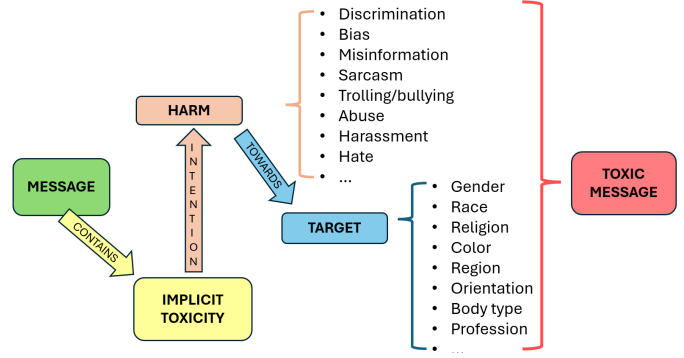 MESSAGE
CONTAINS
IMPLICIT
TOXICITY
INTENTION
HARM
• Discrimination
• Bias
• Misinformation
• Sarcasm
• Trolling/bullying
• Abuse
• Harassment
• Hate
• ...
TOWARDS
TARGET
• Gender
• Race
• Religion
• Color
• Region
• Orientation
• Body type
• Profession
• ...
TOXIC
MESSAGE